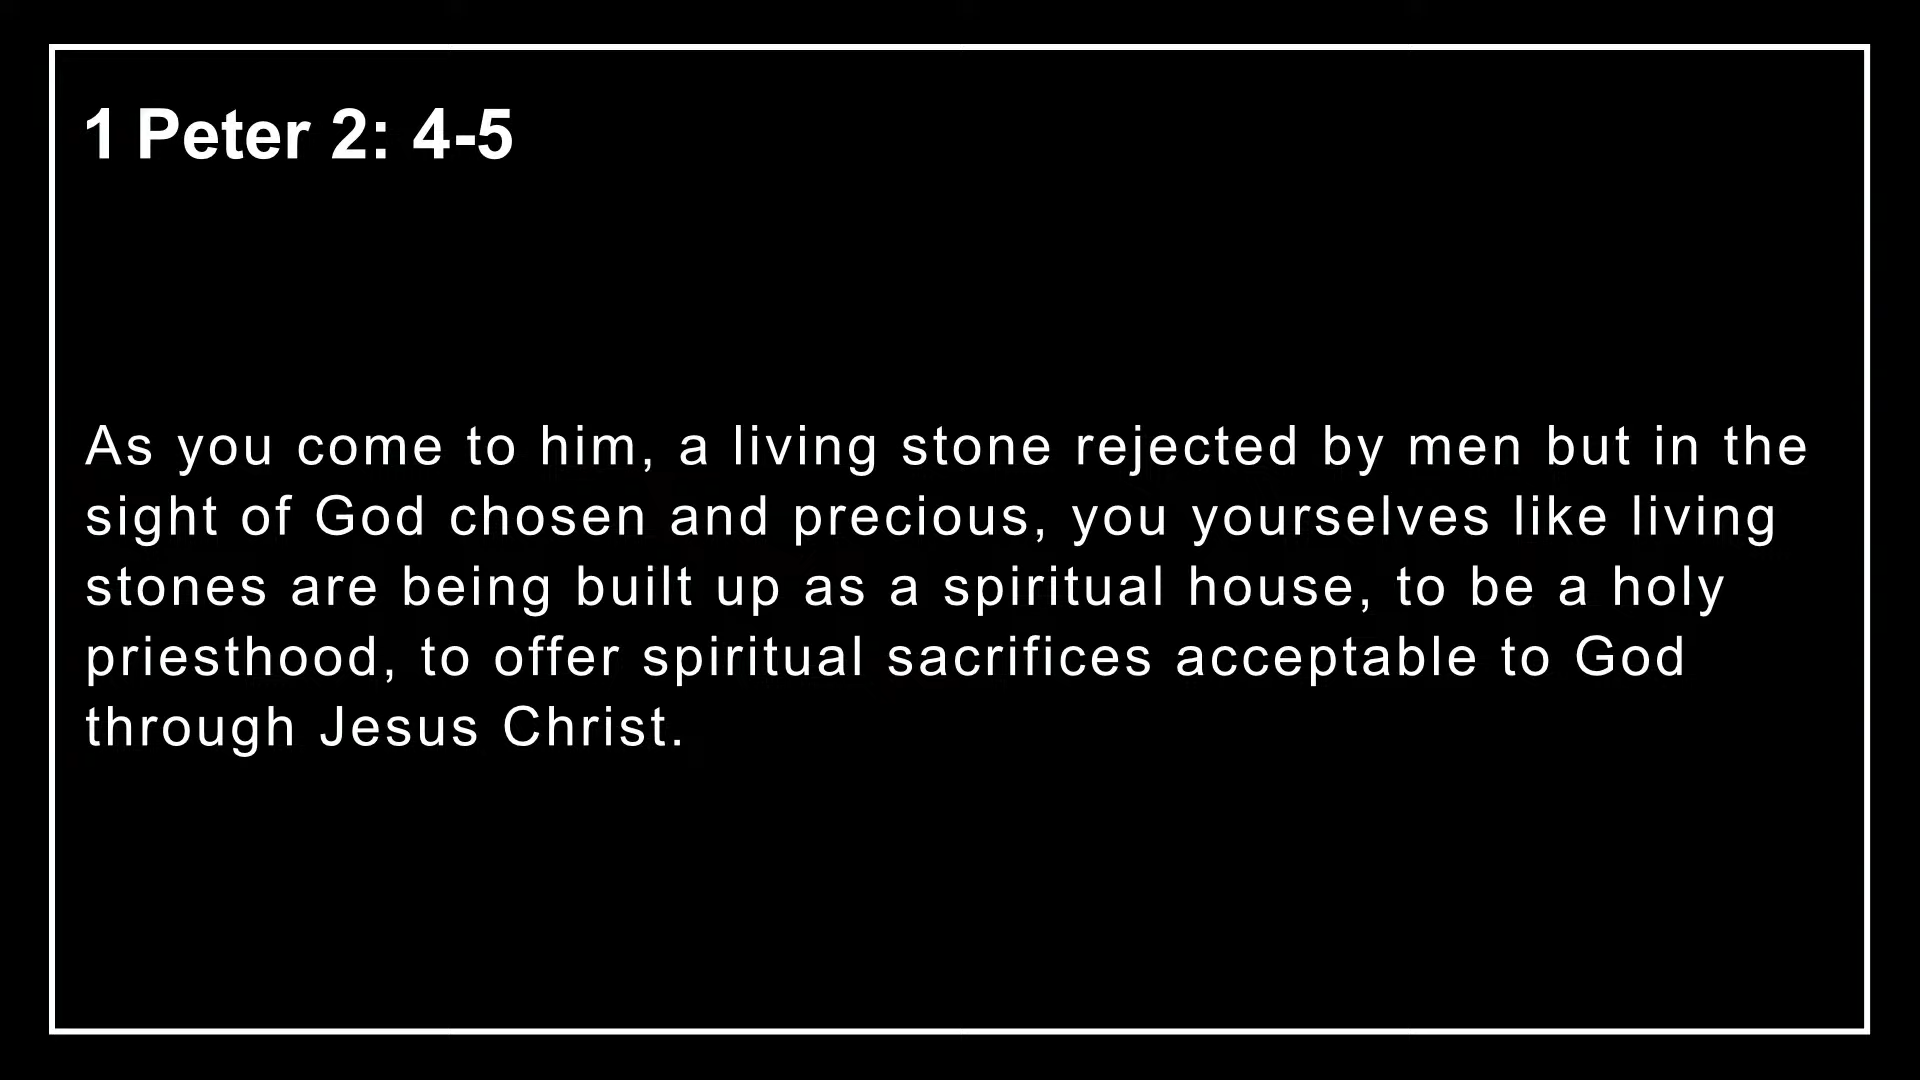 1 Peter 2: 4-5
As you come to him, a living stone rejected by men but in the
sight of God chosen and precious, you yourselves like living
stones are being built up as a spiritual house, to be a holy
priesthood, to offer spiritual sacrifices acceptable to God
through Jesus Christ.